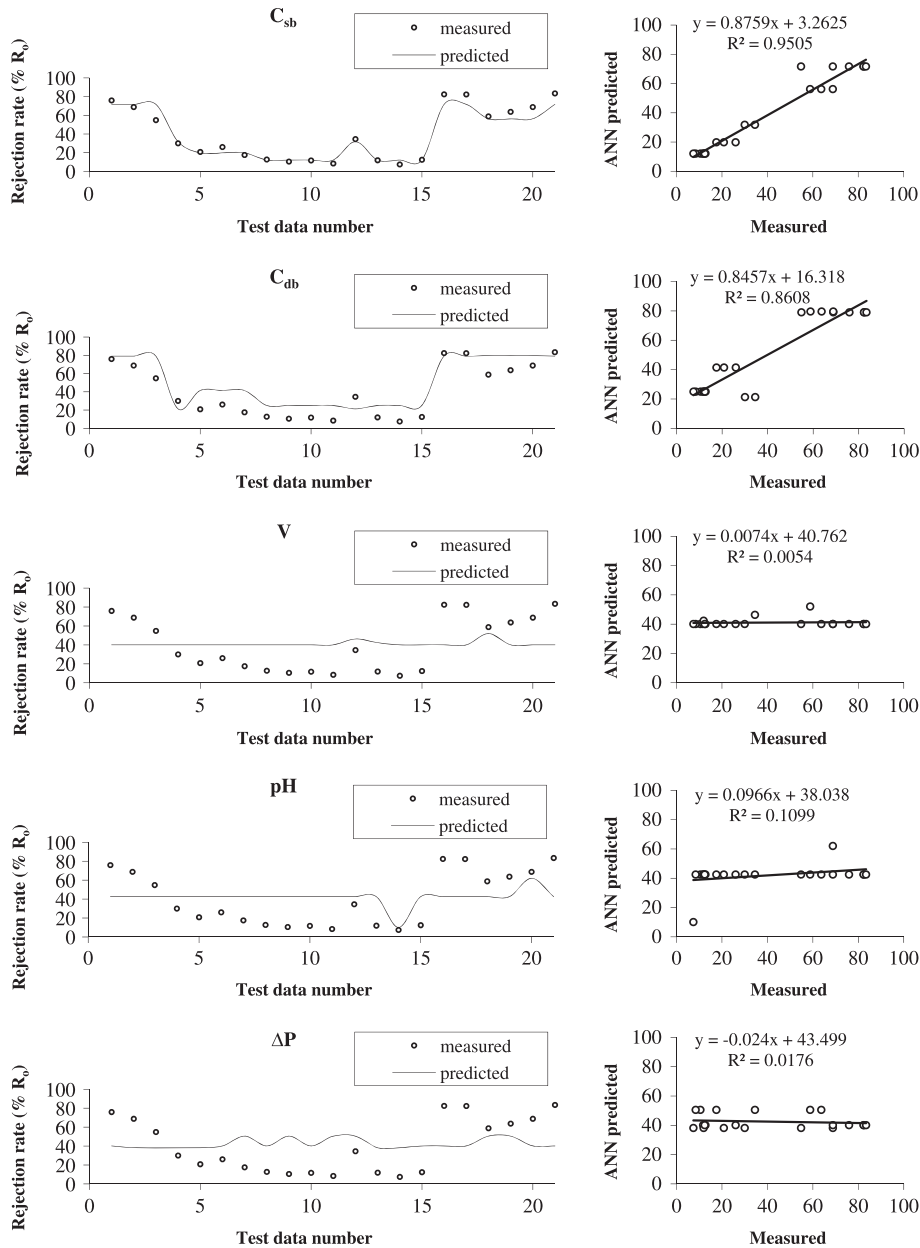 C_sb
measured
predicted
Rejection rate (% R_o)
100
80
60
40
20
0
0 5 10 15 20
Test data number
y = 0.8759x + 3.2625
R² = 0.9505
ANN predicted
100
80
60
40
20
0
0 20 40 60 80 100
Measured
C_db
measured
predicted
Rejection rate (% R_o)
100
80
60
40
20
0
0 5 10 15 20
Test data number
y = 0.8457x + 16.318
R² = 0.8608
ANN predicted
100
80
60
40
20
0
0 20 40 60 80 100
Measured
V
measured
predicted
Rejection rate (% R_o)
100
80
60
40
20
0
0 5 10 15 20
Test data number
y = 0.0074x + 40.762
R² = 0.0054
ANN predicted
100
80
60
40
20
0
0 20 40 60 80 100
Measured
pH
measured
predicted
Rejection rate (% R_o)
100
80
60
40
20
0
0 5 10 15 20
Test data number
y = 0.0966x + 38.038
R² = 0.1099
ANN predicted
100
80
60
40
20
0
0 20 40 60 80 100
Measured
ΔP
measured
predicted
Rejection rate (% R_o)
100
80
60
40
20
0
0 5 10 15 20
Test data number
y = -0.024x + 43.499
R² = 0.0176
ANN predicted
100
80
60
40
20
0
0 20 40 60 80 100
Measured